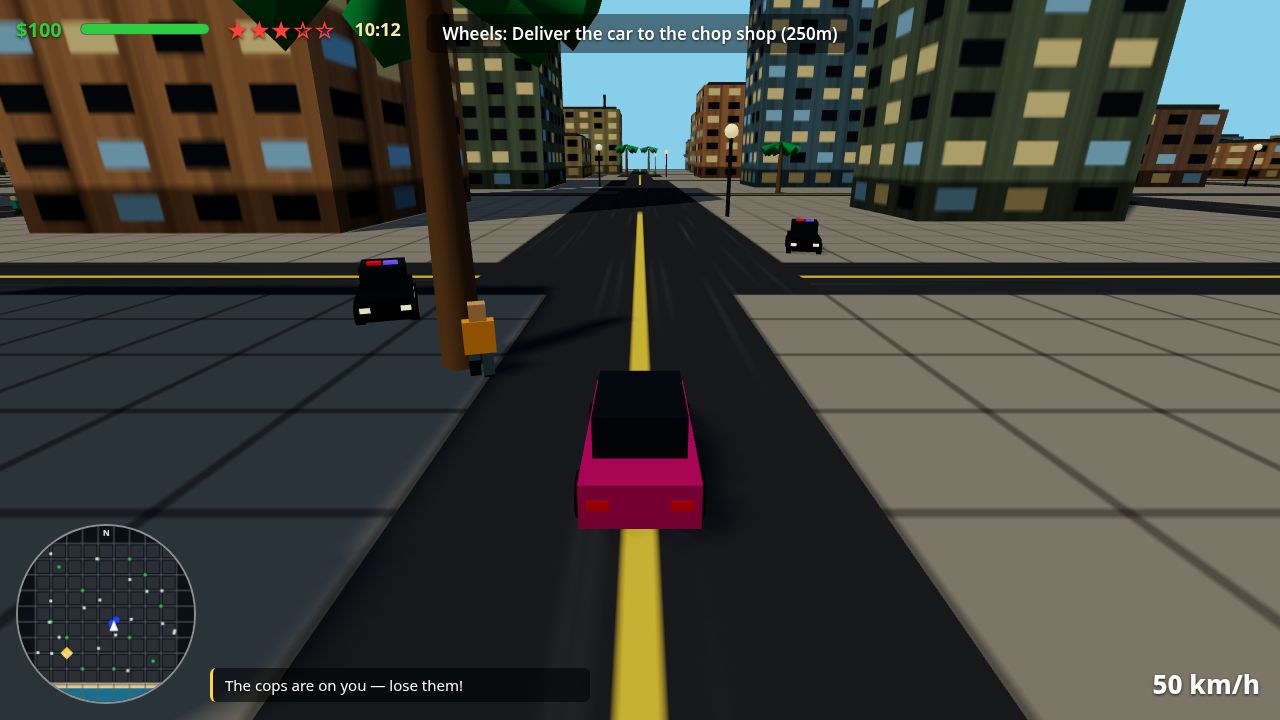 $100
★★★☆☆
10:12
Wheels: Deliver the car to the chop shop (250m)
N
The cops are on you — lose them!
50 km/h